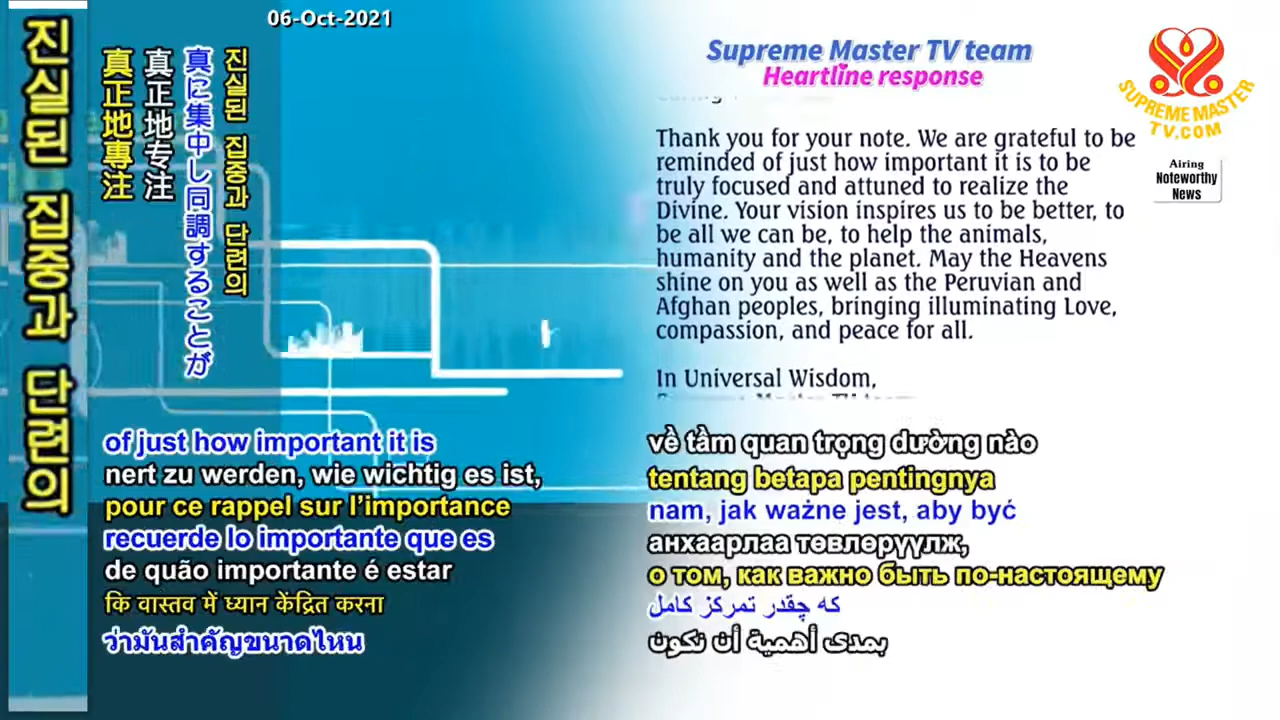 06-Oct-2021
진실된 집중과 단련의
真正地專注
真正地专注
真に集中し同調することが
진실된 집중과 단련의
Supreme Master TV team
Heartline response
SUPREME MASTER
TV.COM
Airing
Noteworthy
News
Thank you for your note. We are grateful to be
reminded of just how important it is to be
truly focused and attuned to realize the
Divine. Your vision inspires us to be better, to
be all we can be, to help the animals,
humanity and the planet. May the Heavens
shine on you as well as the Peruvian and
Afghan peoples, bringing illuminating Love,
compassion, and peace for all.
In Universal Wisdom,
of just how important it is
nert zu werden, wie wichtig es ist,
pour ce rappel sur l'importance
recuerde lo importante que es
de quão importante é estar
कि वास्तव में ध्यान केंद्रित करना
ว่ามันสำคัญขนาดไหน
về tầm quan trọng dường nào
tentang betapa pentingnya
nam, jak ważne jest, aby być
анхаарлаа төвлөрүүлж,
о том, как важно быть по-настоящему
که چقدر تمرکز کامل
بمدى أهمية أن نكون